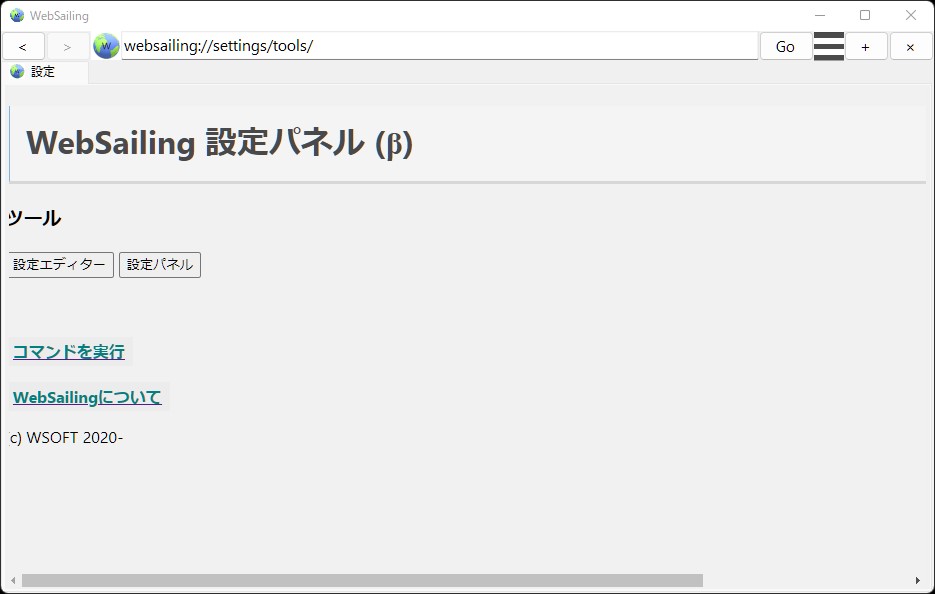 WebSailing
< > websailing://settings/tools/ Go + ×
設定
WebSailing 設定パネル (β)
ツール
設定エディター 設定パネル
コマンドを実行
WebSailingについて
c) WSOFT 2020-